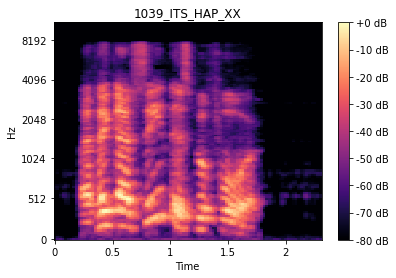 1039_ITS_HAP_XX
+0 dB
8192
-10 dB
4096
-20 dB
-30 dB
2048
Hz
-40 dB
1024
-50 dB
512
-60 dB
-70 dB
0
-80 dB
0 0.5 1 1.5 2
Time